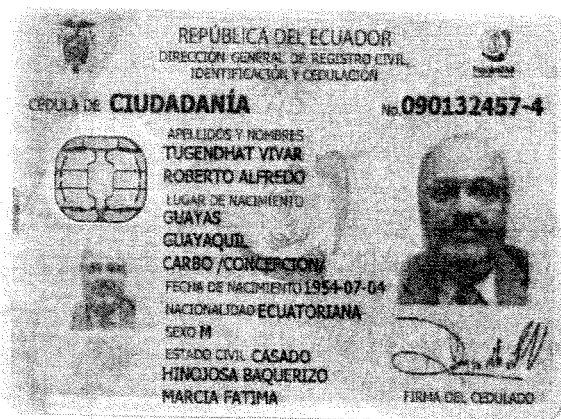 REPÚBLICA DEL ECUADOR
DIRECCIÓN GENERAL DE REGISTRO CIVIL,
IDENTIFICACIÓN Y CEDULACIÓN
CÉDULA DE CIUDADANÍA
No. 090132457-4
APELLIDOS Y NOMBRES
TUGENDHAT VIVAR
ROBERTO ALFREDO
LUGAR DE NACIMIENTO
GUAYAS
GUAYAQUIL
CARBO /CONCEPCION/
FECHA DE NACIMIENTO 1954-07-04
NACIONALIDAD ECUATORIANA
SEXO M
ESTADO CIVIL CASADO
HINOJOSA BAQUERIZO
MARCIA FATIMA
FIRMA DEL CEDULADO